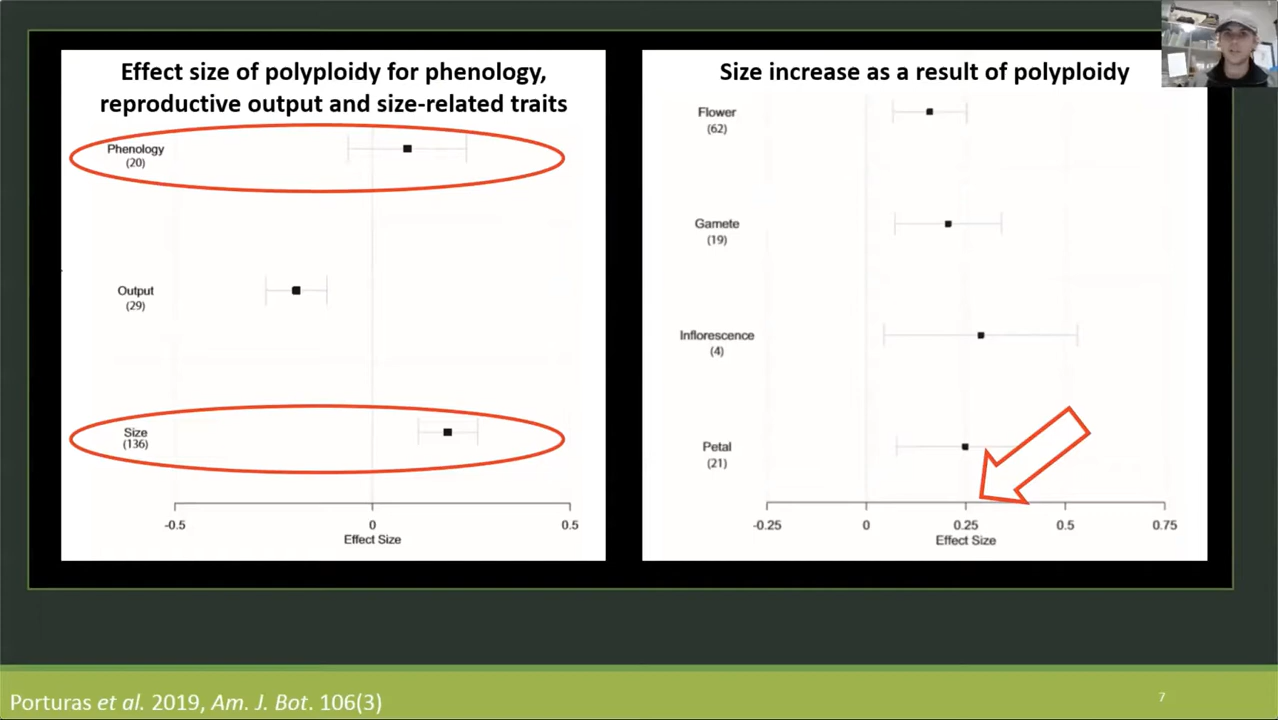 Effect size of polyploidy for phenology,
reproductive output and size-related traits
Phenology
(20)
Output
(29)
Size
(136)
-0.5
0
0.5
Effect Size
Size increase as a result of polyploidy
Flower
(62)
Gamete
(19)
Inflorescence
(4)
Petal
(21)
-0.25
0
0.25
0.5
0.75
Effect Size
Porturas et al. 2019, Am. J. Bot. 106(3)
7